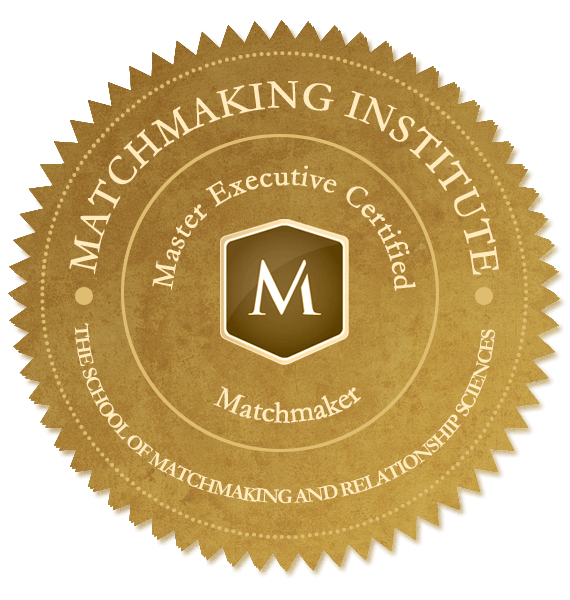 MATCHMAKING INSTITUTE
Master Executive Certified
M
Matchmaker
THE SCHOOL OF MATCHMAKING AND RELATIONSHIP SCIENCES